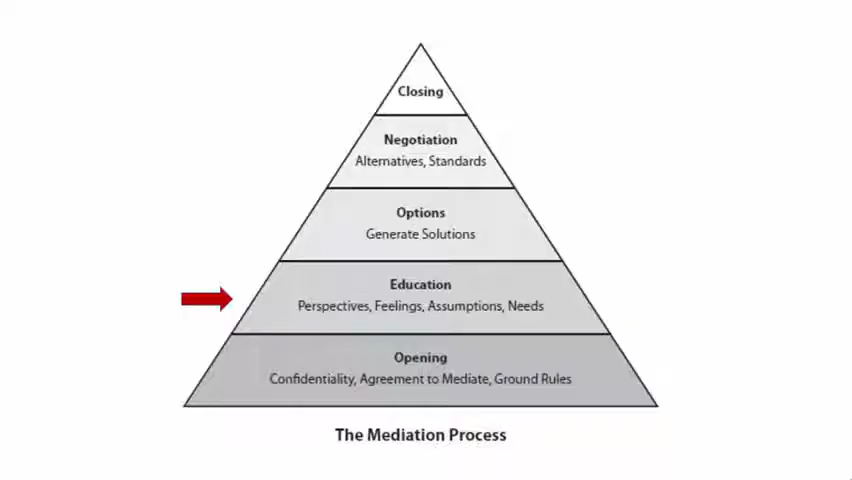 Closing
Negotiation
Alternatives, Standards
Options
Generate Solutions
Education
Perspectives, Feelings, Assumptions, Needs
Opening
Confidentiality, Agreement to Mediate, Ground Rules
The Mediation Process